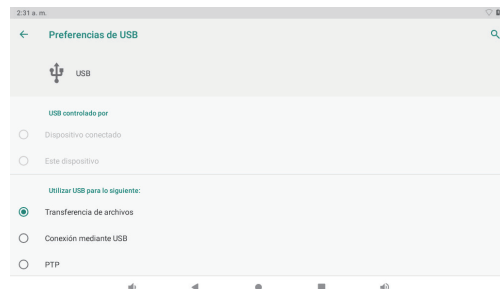 2:31 a. m.
Preferencias de USB
USB
USB controlado por
Dispositivo conectado
Este dispositivo
Utilizar USB para lo siguiente:
Transferencia de archivos
Conexión mediante USB
PTP